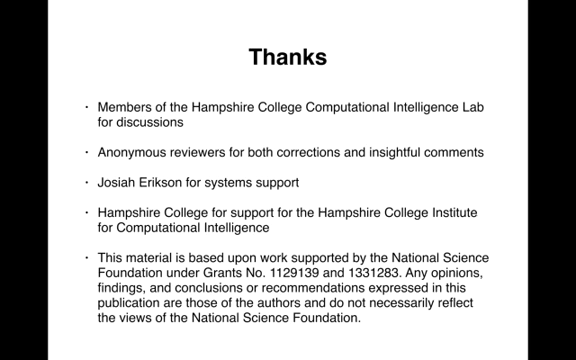 Thanks
· Members of the Hampshire College Computational Intelligence Lab
for discussions
· Anonymous reviewers for both corrections and insightful comments
· Josiah Erikson for systems support
· Hampshire College for support for the Hampshire College Institute
for Computational Intelligence
· This material is based upon work supported by the National Science
Foundation under Grants No. 1129139 and 1331283. Any opinions,
findings, and conclusions or recommendations expressed in this
publication are those of the authors and do not necessarily reflect
the views of the National Science Foundation.